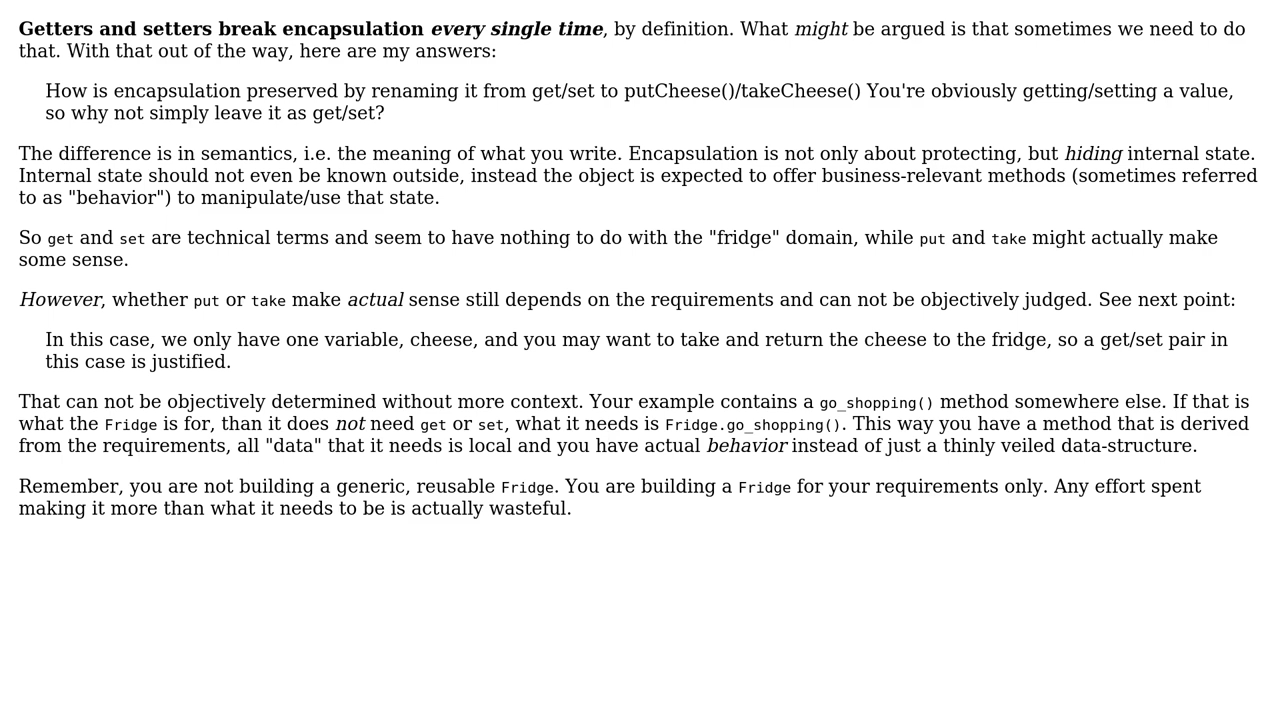 Getters and setters break encapsulation every single time, by definition. What might be argued is that sometimes we need to do
that. With that out of the way, here are my answers:
How is encapsulation preserved by renaming it from get/set to putCheese()/takeCheese() You're obviously getting/setting a value,
so why not simply leave it as get/set?
The difference is in semantics, i.e. the meaning of what you write. Encapsulation is not only about protecting, but hiding internal state.
Internal state should not even be known outside, instead the object is expected to offer business-relevant methods (sometimes referred
to as "behavior") to manipulate/use that state.
So get and set are technical terms and seem to have nothing to do with the "fridge" domain, while put and take might actually make
some sense.
However, whether put or take make actual sense still depends on the requirements and can not be objectively judged. See next point:
In this case, we only have one variable, cheese, and you may want to take and return the cheese to the fridge, so a get/set pair in
this case is justified.
That can not be objectively determined without more context. Your example contains a go_shopping() method somewhere else. If that is
what the Fridge is for, than it does not need get or set, what it needs is Fridge.go_shopping(). This way you have a method that is derived
from the requirements, all "data" that it needs is local and you have actual behavior instead of just a thinly veiled data-structure.
Remember, you are not building a generic, reusable Fridge. You are building a Fridge for your requirements only. Any effort spent
making it more than what it needs to be is actually wasteful.